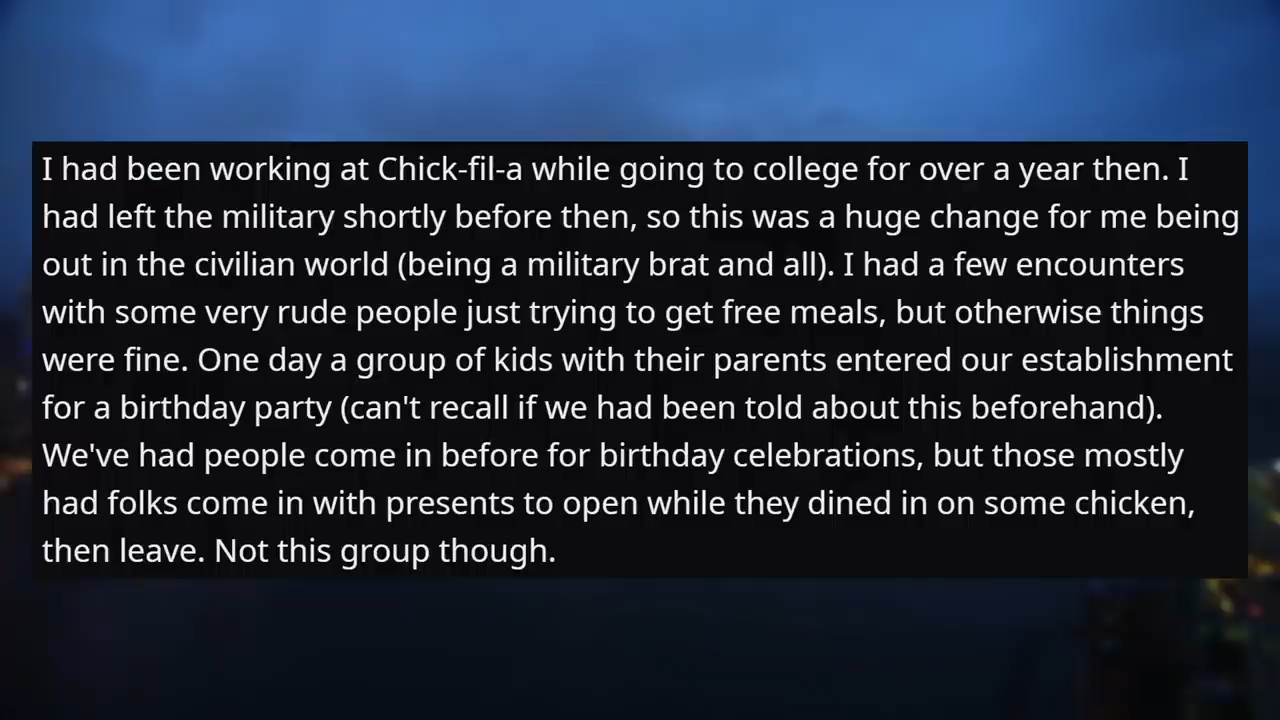 I had been working at Chick-fil-a while going to college for over a year then. I
had left the military shortly before then, so this was a huge change for me being
out in the civilian world (being a military brat and all). I had a few encounters
with some very rude people just trying to get free meals, but otherwise things
were fine. One day a group of kids with their parents entered our establishment
for a birthday party (can't recall if we had been told about this beforehand).
We've had people come in before for birthday celebrations, but those mostly
had folks come in with presents to open while they dined in on some chicken,
then leave. Not this group though.